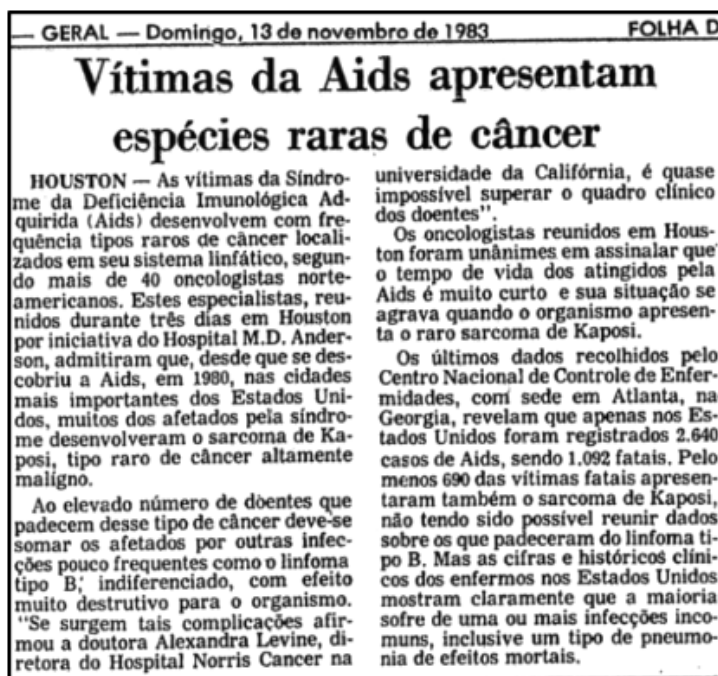 — GERAL — Domingo, 13 de novembro de 1983 FOLHA D
Vítimas da Aids apresentam
espécies raras de câncer
HOUSTON — As vítimas da Síndro-
me da Deficiência Imunológica Ad-
quirida (Aids) desenvolvem com fre-
quência tipos raros de câncer locali-
zados em seu sistema linfático, segun-
do mais de 40 oncologistas norte-
americanos. Estes especialistas, reu-
nidos durante três dias em Houston
por iniciativa do Hospital M.D. Ander-
son, admitiram que, desde que se des-
cobriu a Aids, em 1980, nas cidades
mais importantes dos Estados Uni-
dos, muitos dos afetados pela síndro-
me desenvolveram o sarcoma de Ka-
posi, tipo raro de câncer altamente
malígno.
Ao elevado número de doentes que
padecem desse tipo de câncer deve-se
somar os afetados por outras infec-
ções pouco frequentes como o linfoma
tipo B, indiferenciado, com efeito
muito destrutivo para o organismo.
"Se surgem tais complicações afir-
mou a doutora Alexandra Levine, di-
retora do Hospital Norris Cancer na
universidade da Califórnia, é quase
impossível superar o quadro clínico
dos doentes".
Os oncologistas reunidos em Hous-
ton foram unânimes em assinalar que
o tempo de vida dos atingidos pela
Aids é muito curto e sua situação se
agrava quando o organismo apresen-
ta o raro sarcoma de Kaposi.
Os últimos dados recolhidos pelo
Centro Nacional de Controle de Enfer-
midades, com sede em Atlanta, na
Georgia, revelam que apenas nos Es-
tados Unidos foram registrados 2.640
casos de Aids, sendo 1.092 fatais. Pelo
menos 690 das vítimas fatais apresen-
taram também o sarcoma de Kaposi,
não tendo sido possível reunir dados
sobre os que padeceram do linfoma ti-
po B. Mas as cifras e históricos clíni-
cos dos enfermos nos Estados Unidos
mostram claramente que a maioria
sofre de uma ou mais infecções inco-
muns, inclusive um tipo de pneumo-
nia de efeitos mortais.